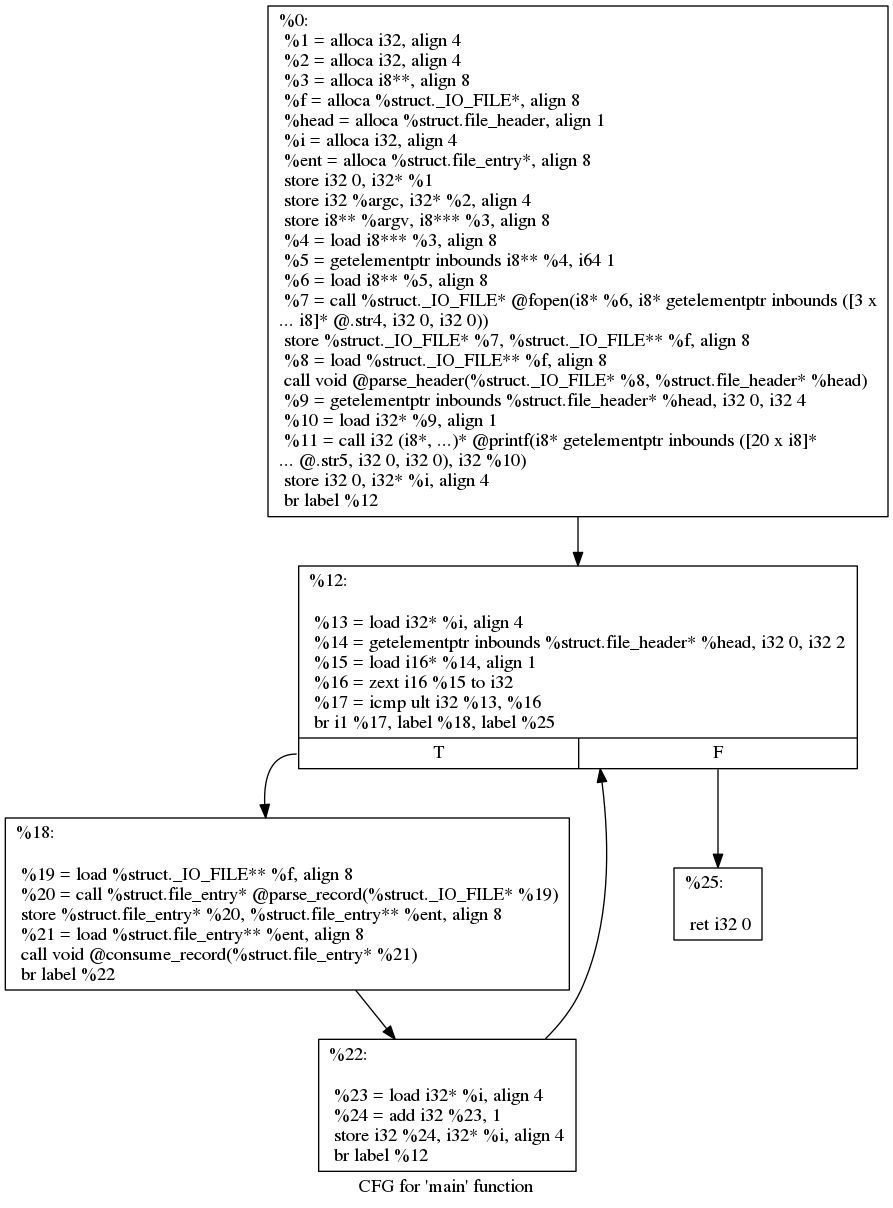 %0:
%1 = alloca i32, align 4
%2 = alloca i32, align 4
%3 = alloca i8**, align 8
%f = alloca %struct._IO_FILE*, align 8
%head = alloca %struct.file_header, align 1
%i = alloca i32, align 4
%ent = alloca %struct.file_entry*, align 8
store i32 0, i32* %1
store i32 %argc, i32* %2, align 4
store i8** %argv, i8*** %3, align 8
%4 = load i8*** %3, align 8
%5 = getelementptr inbounds i8** %4, i64 1
%6 = load i8** %5, align 8
%7 = call %struct._IO_FILE* @fopen(i8* %6, i8* getelementptr inbounds ([3 x
... i8]* @.str4, i32 0, i32 0))
store %struct._IO_FILE* %7, %struct._IO_FILE** %f, align 8
%8 = load %struct._IO_FILE** %f, align 8
call void @parse_header(%struct._IO_FILE* %8, %struct.file_header* %head)
%9 = getelementptr inbounds %struct.file_header* %head, i32 0, i32 4
%10 = load i32* %9, align 1
%11 = call i32 (i8*, ...)* @printf(i8* getelementptr inbounds ([20 x i8]*
... @.str5, i32 0, i32 0), i32 %10)
store i32 0, i32* %i, align 4
br label %12
%12:
%13 = load i32* %i, align 4
%14 = getelementptr inbounds %struct.file_header* %head, i32 0, i32 2
%15 = load i16* %14, align 1
%16 = zext i16 %15 to i32
%17 = icmp ult i32 %13, %16
br i1 %17, label %18, label %25
T
F
%18:
%19 = load %struct._IO_FILE** %f, align 8
%20 = call %struct.file_entry* @parse_record(%struct._IO_FILE* %19)
store %struct.file_entry* %20, %struct.file_entry** %ent, align 8
%21 = load %struct.file_entry** %ent, align 8
call void @consume_record(%struct.file_entry* %21)
br label %22
%25:
ret i32 0
%22:
%23 = load i32* %i, align 4
%24 = add i32 %23, 1
store i32 %24, i32* %i, align 4
br label %12
CFG for 'main' function